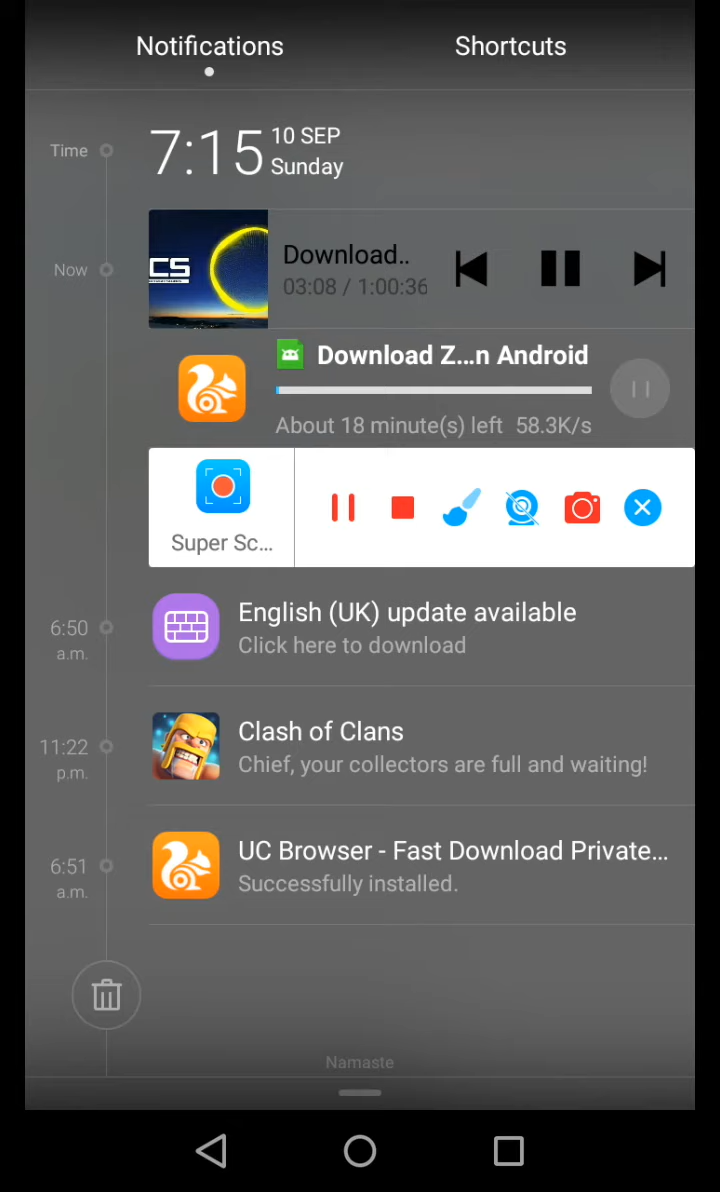 Notifications
Shortcuts
Time
7:15
10 SEP
Sunday
Now
CS
Download..
03:08 / 1:00:36
Download Z...n Android
About 18 minute(s) left 58.3K/s
Super Sc...
6:50
a.m.
English (UK) update available
Click here to download
11:22
p.m.
Clash of Clans
Chief, your collectors are full and waiting!
6:51
a.m.
UC Browser - Fast Download Private...
Successfully installed.
Namaste